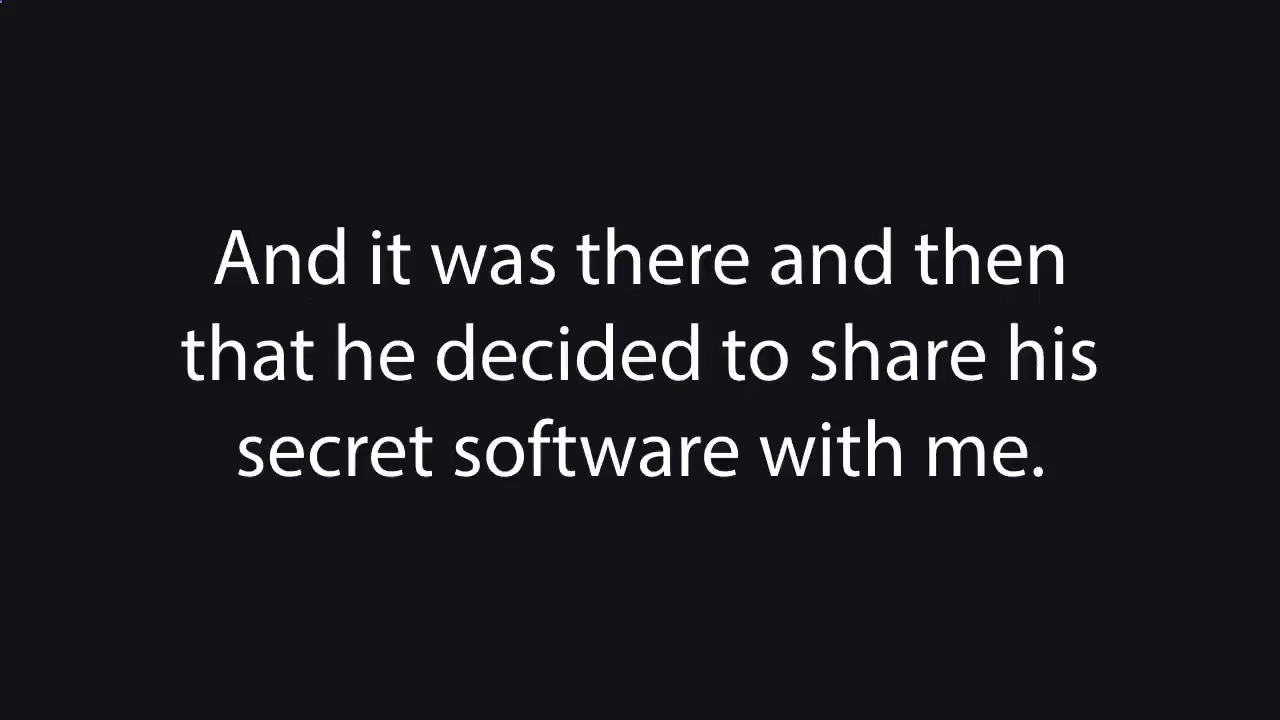 And it was there and then
that he decided to share his
secret software with me.